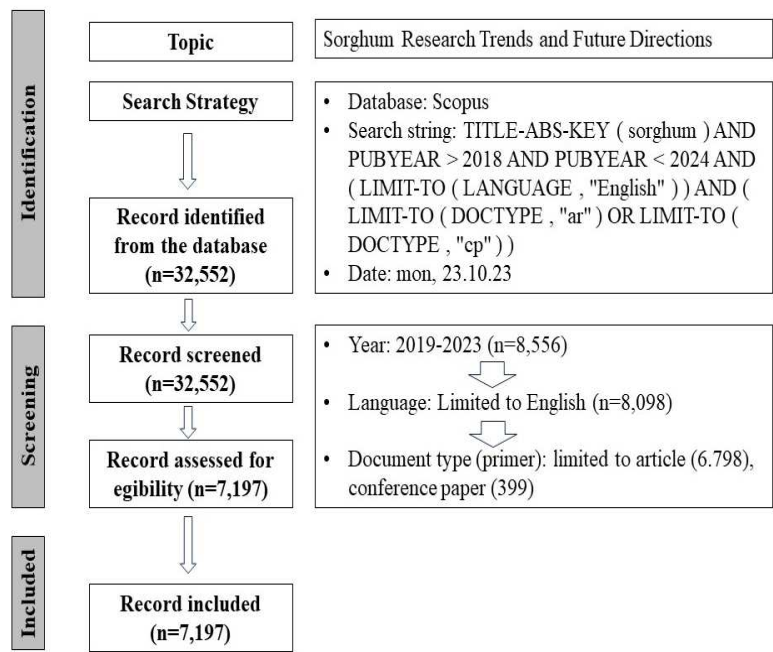 Identification
Topic
Sorghum Research Trends and Future Directions
Search Strategy
• Database: Scopus
• Search string: TITLE-ABS-KEY ( sorghum ) AND
PUBYEAR > 2018 AND PUBYEAR < 2024 AND
( LIMIT-TO ( LANGUAGE , "English" ) ) AND (
LIMIT-TO ( DOCTYPE , "ar" ) OR LIMIT-TO (
DOCTYPE , "cp" ) )
• Date: mon, 23.10.23
Record identified
from the database
(n=32,552)
Screening
Record screened
(n=32,552)
• Year: 2019-2023 (n=8,556)
• Language: Limited to English (n=8,098)
• Document type (primer): limited to article (6.798),
conference paper (399)
Record assessed for
egibility (n=7,197)
Included
Record included
(n=7,197)